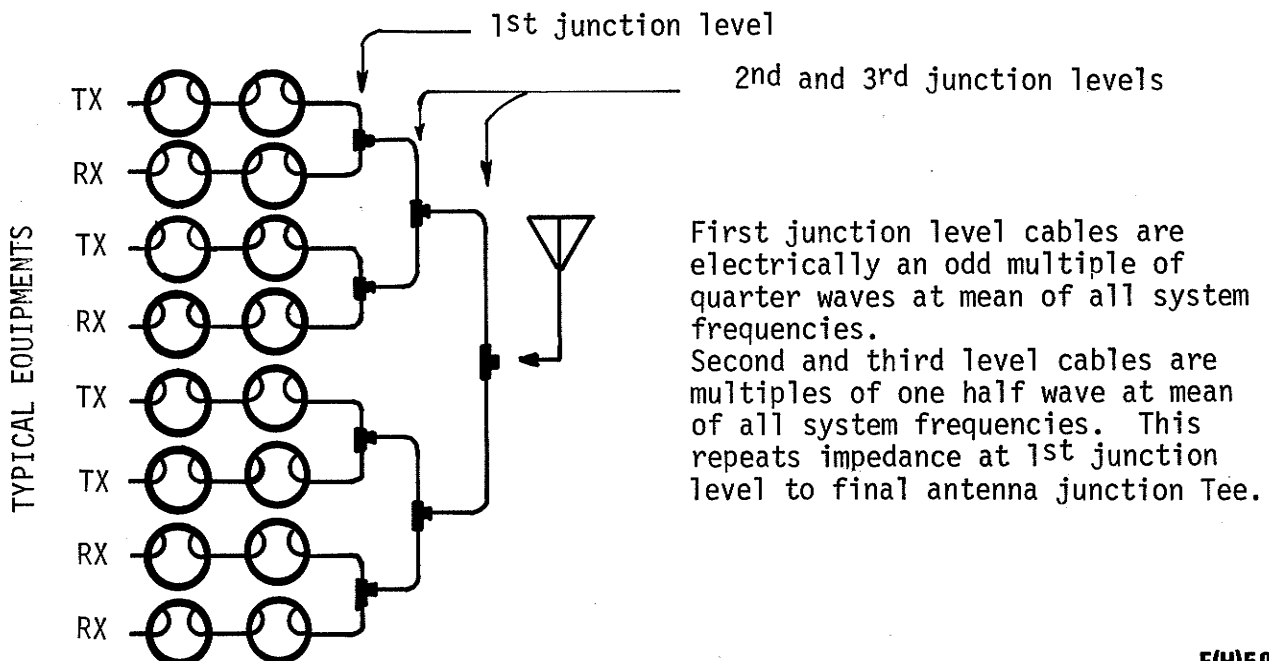 1st junction level
2nd and 3rd junction levels
TYPICAL EQUIPMENTS
TX
RX
TX
RX
TX
TX
RX
RX
First junction level cables are
electrically an odd multiple of
quarter waves at mean of all system
frequencies.
Second and third level cables are
multiples of one half wave at mean
of all system frequencies. This
repeats impedance at 1st junction
level to final antenna junction Tee.